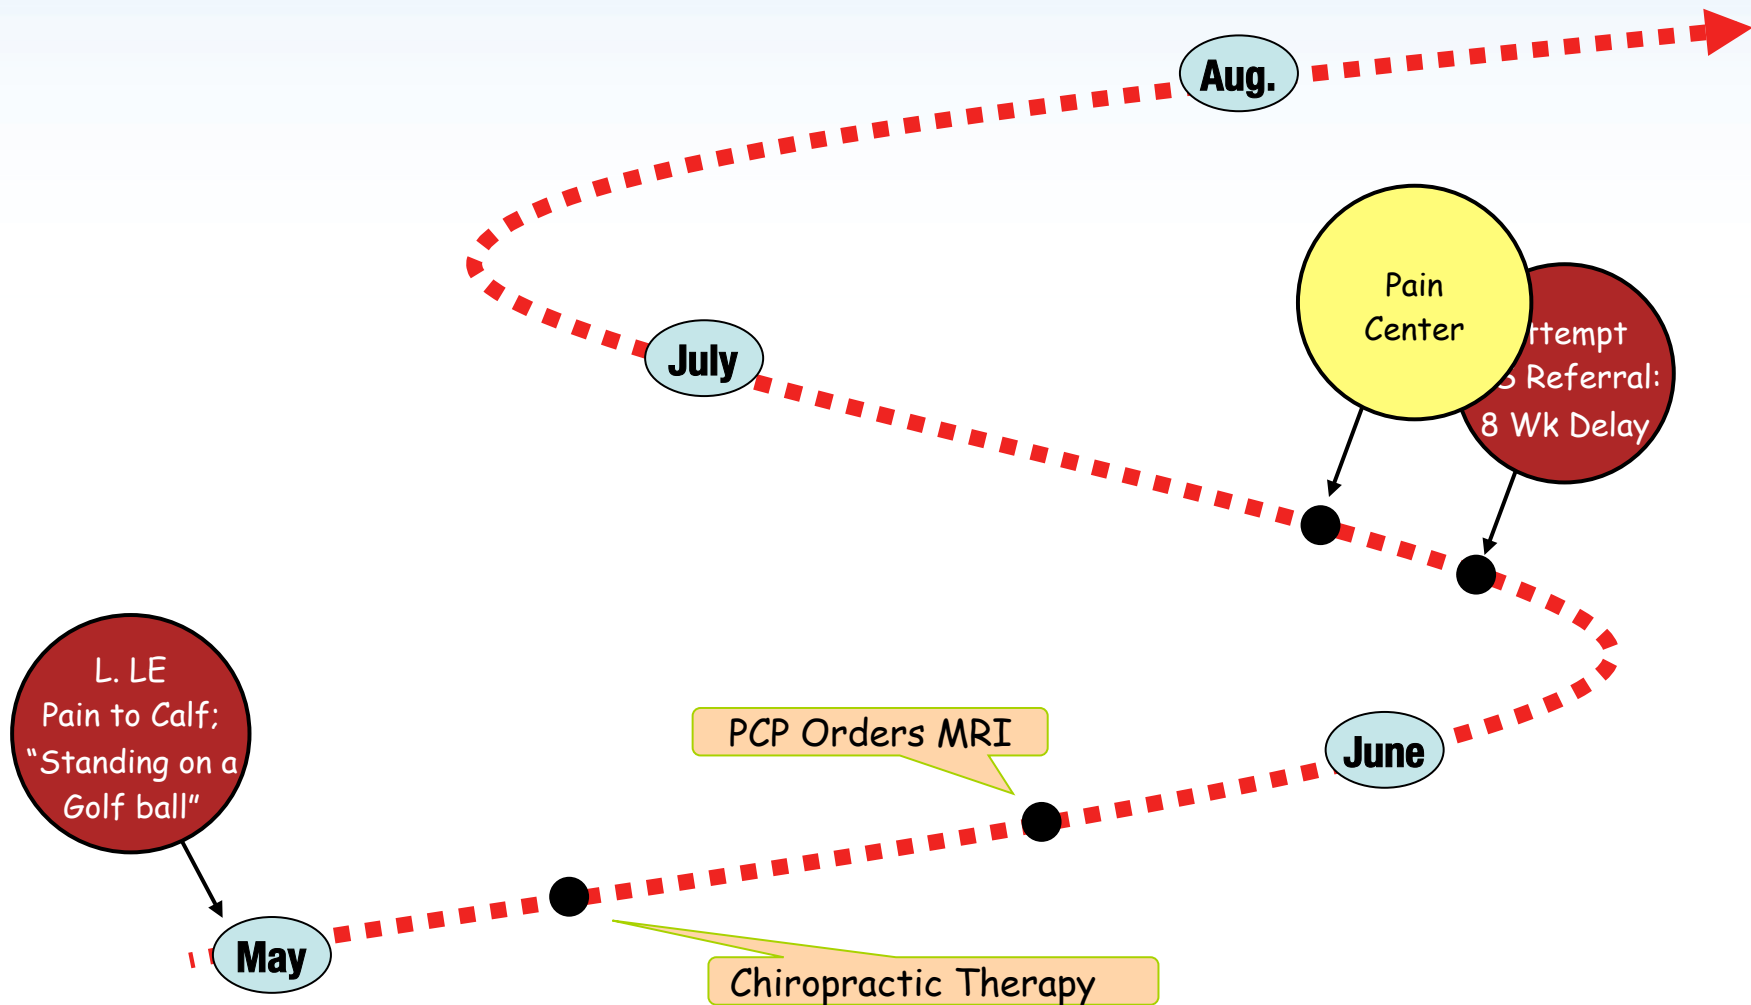 Aug.
Pain
Center
ttempt
Referral:
8 Wk Delay
July
L. LE
Pain to Calf;
“Standing on a
Golf ball”
PCP Orders MRI
June
May
Chiropractic Therapy